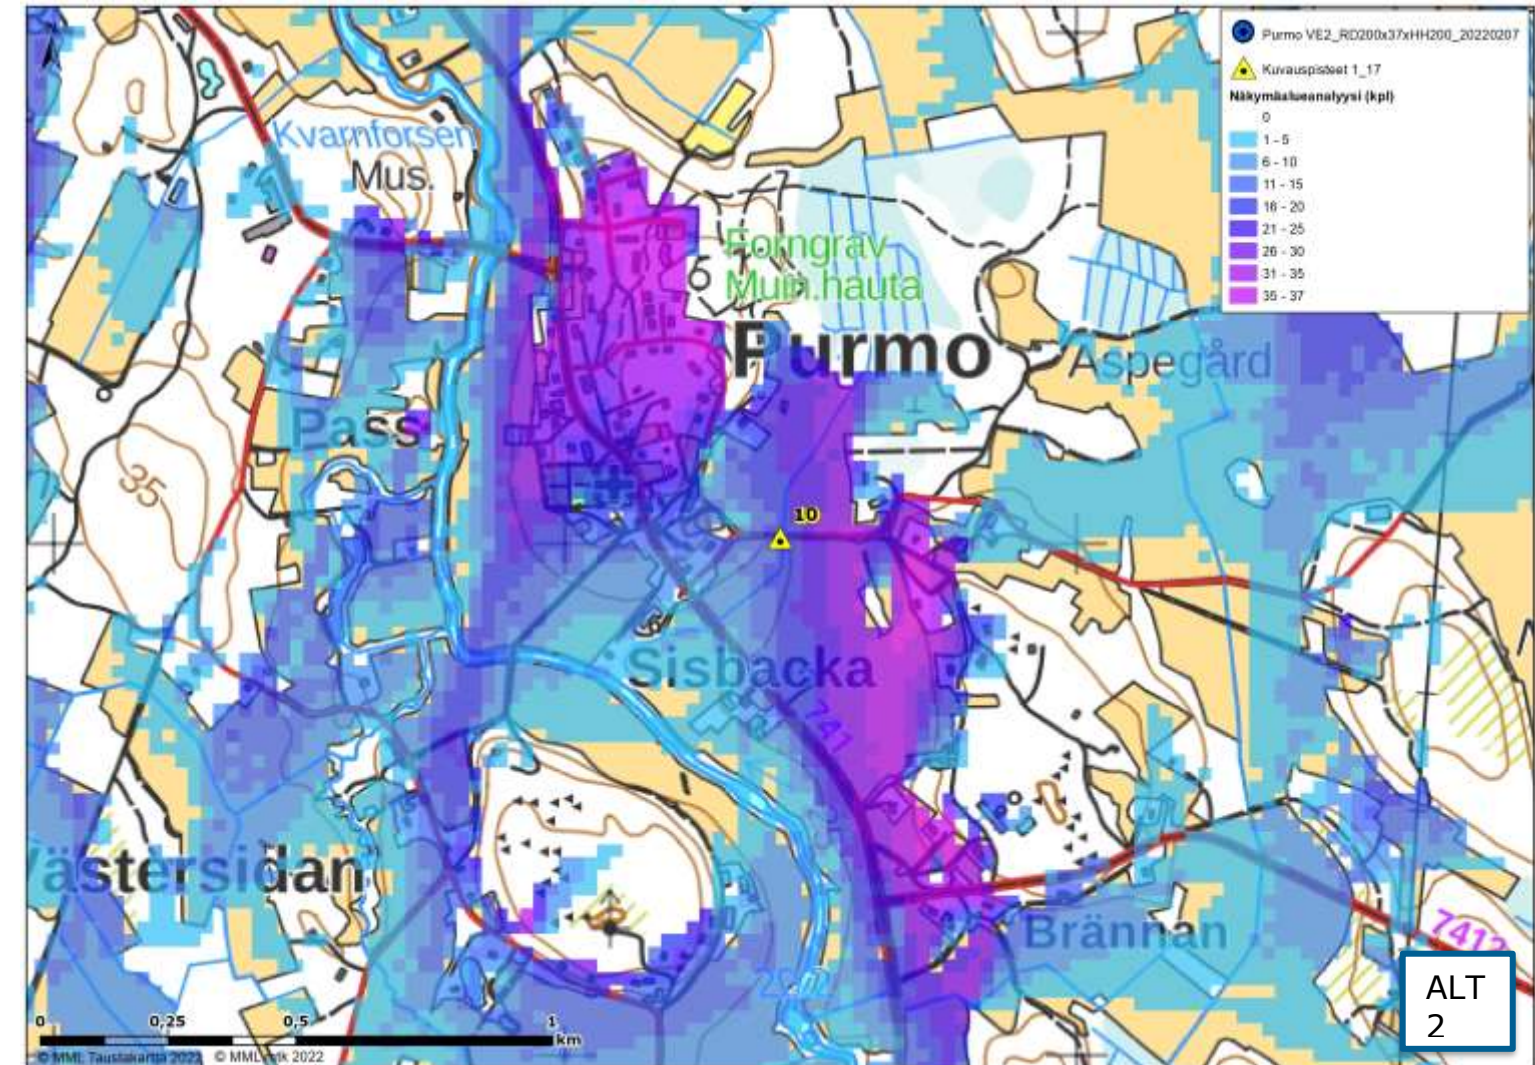 Purmo VE2_RD200x37xHH200_20220207
Kuvauspisteet 1_17
Näkymäalueanalyysi (kpl)
0
1 - 5
6 - 10
11 - 15
16 - 20
21 - 25
26 - 30
31 - 35
35 - 37
Kvarnforsen
Mus.
Forngrav
Muin.hauta
Purmo
Aspegård
Pass
35
10
Sisbacka
741
Västersidan
Brännan
7412
ALT
2
0
0,25
0,5
1
km
© MML Taustakartta 2022
2022